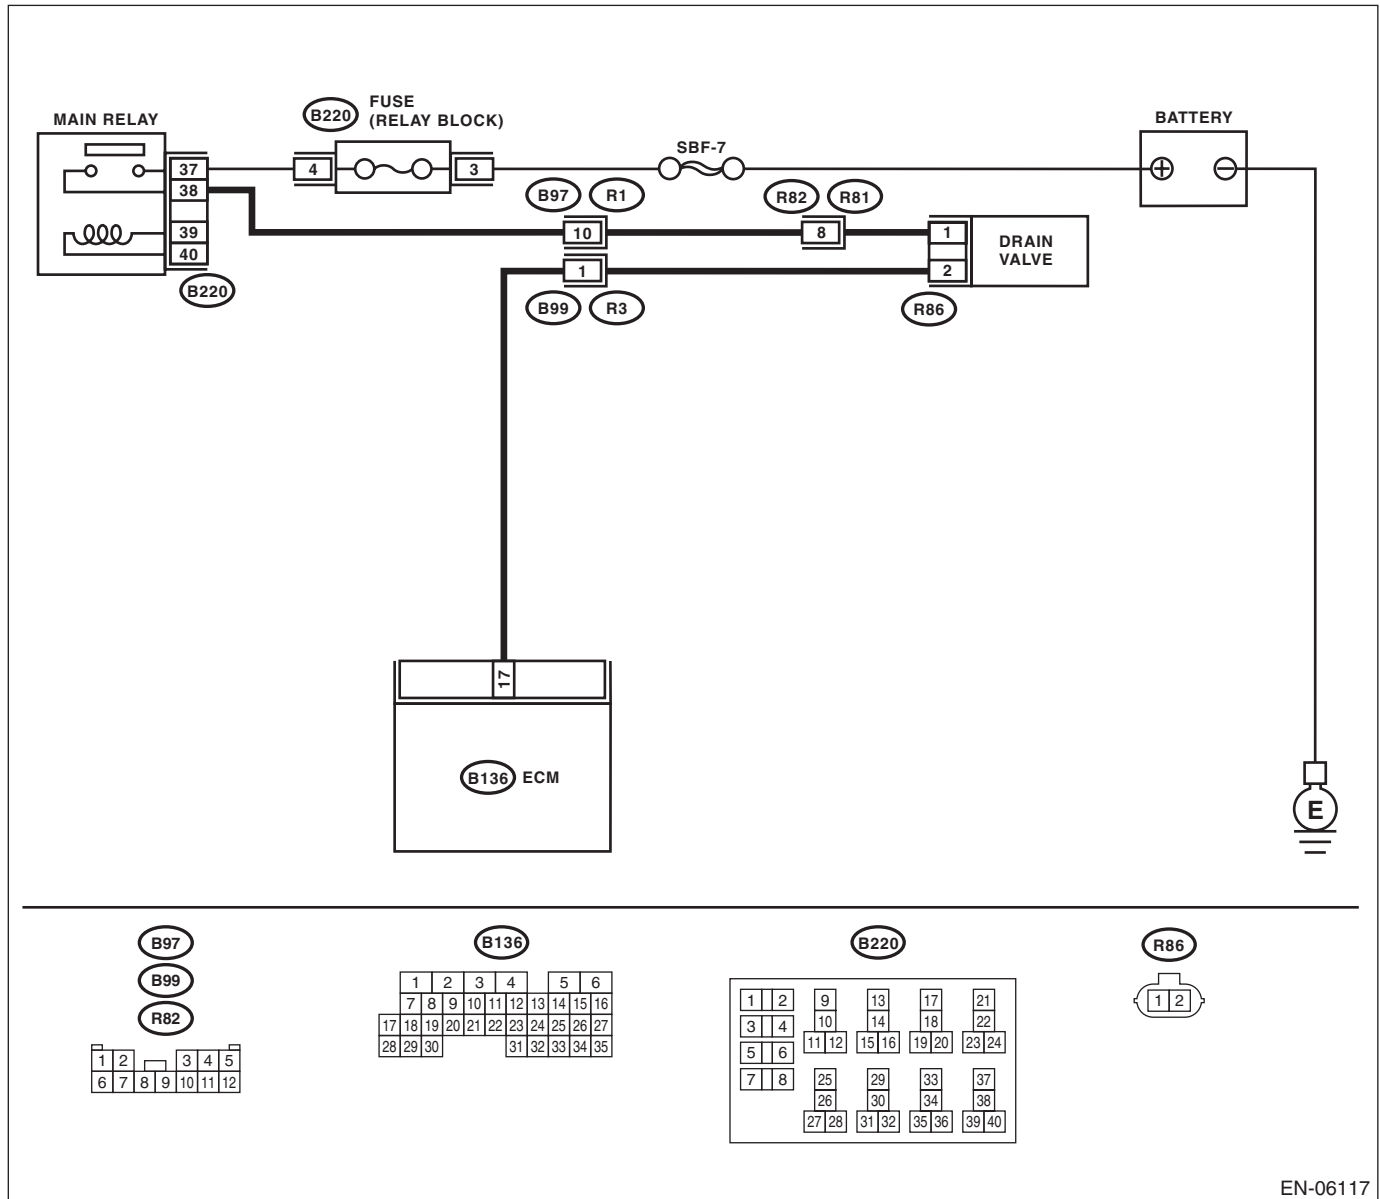 MAIN RELAY
B220
FUSE
(RELAY BLOCK)
SBF-7
BATTERY
37
38
39
40
4
3
B220
B97
R1
R82
R81
10
8
1
2
DRAIN
VALVE
1
B99
R3
R86
17
B136
ECM
E
B97
B99
R82
1 2 3 4 5
6 7 8 9 10 11 12
B136
1 2 3 4 5 6
7 8 9 10 11 12 13 14 15 16
17 18 19 20 21 22 23 24 25 26 27
28 29 30 31 32 33 34 35
B220
1 2 9 13 17 21
3 4 10 14 18 22
5 6 11 12 15 16 19 20 23 24
7 8 25 29 33 37
26 30 34 38
27 28 31 32 35 36 39 40
R86
1 2
EN-06117